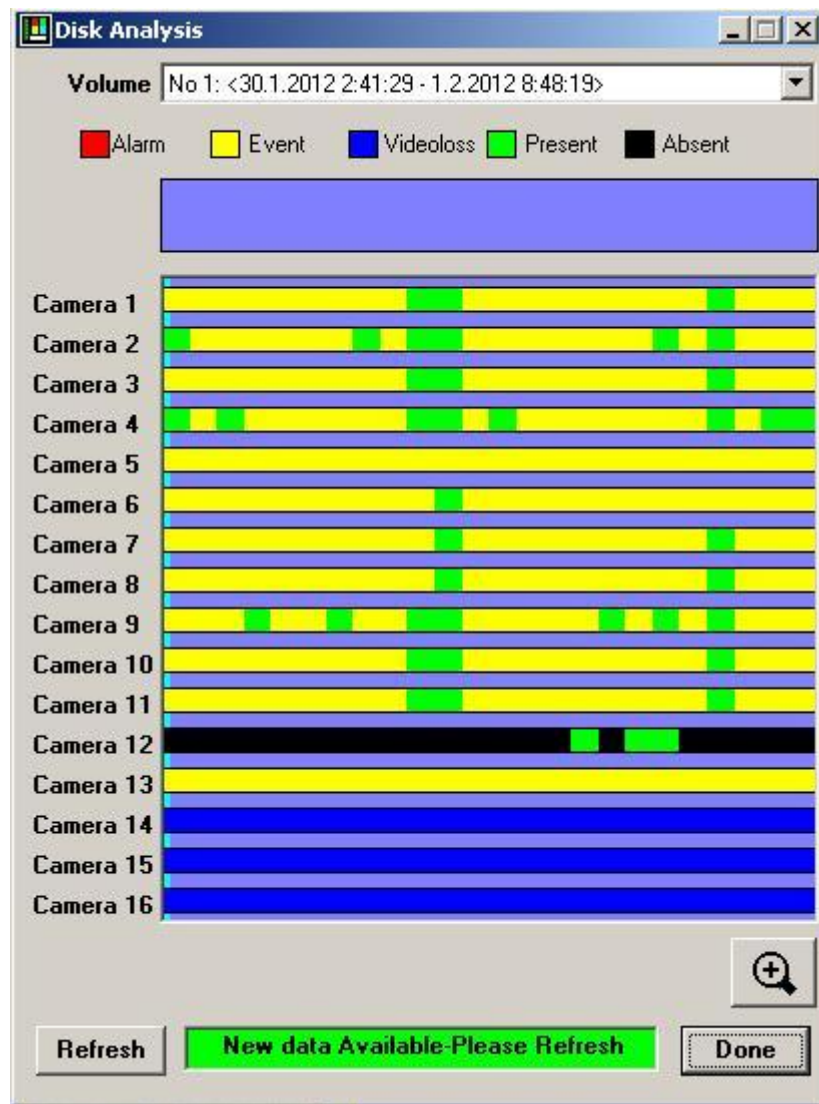 Disk Analysis
Volume No 1: <30.1.2012 2:41:29 - 1.2.2012 8:48:19>
Alarm Event Videoloss Present Absent
Camera 1
Camera 2
Camera 3
Camera 4
Camera 5
Camera 6
Camera 7
Camera 8
Camera 9
Camera 10
Camera 11
Camera 12
Camera 13
Camera 14
Camera 15
Camera 16
Refresh New data Available-Please Refresh Done